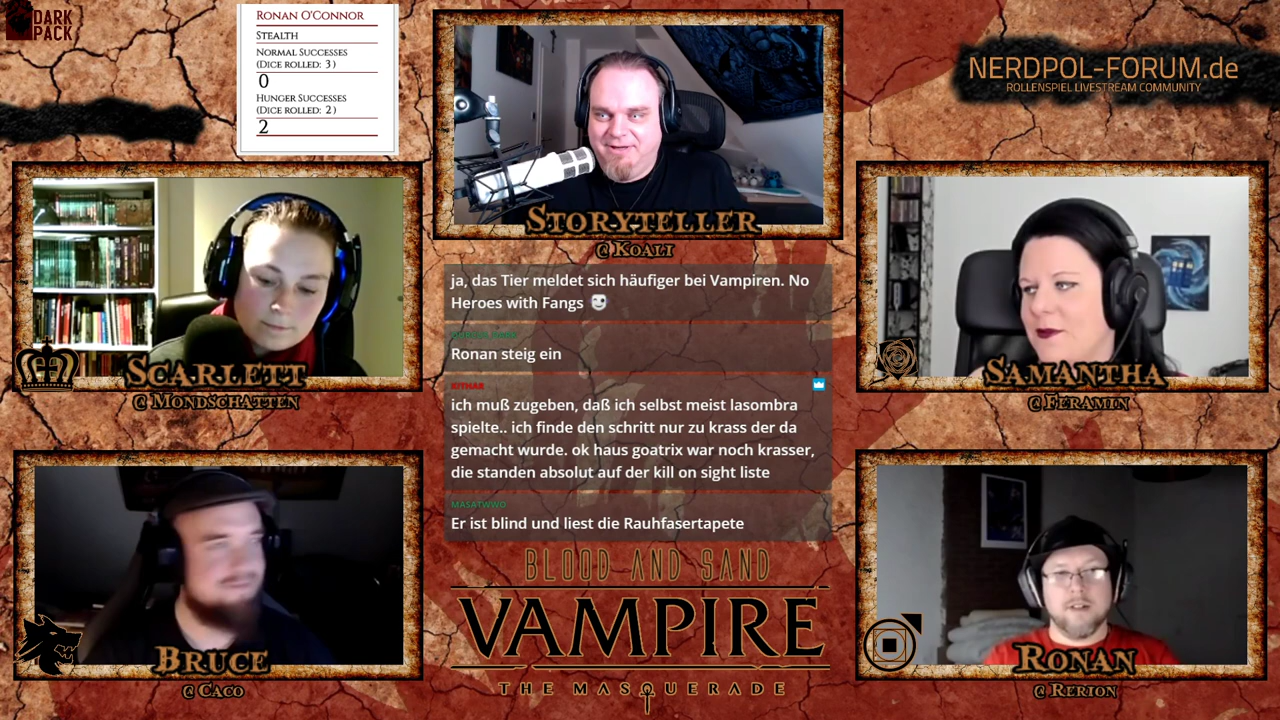 DARK
PACK
RONAN O'CONNOR
STEALTH
NORMAL SUCCESSES
(DICE ROLLED: 3)
0
HUNGER SUCCESSES
(DICE ROLLED: 2)
2
NERDPOL-FORUM.de
ROLLENSPIEL LIVESTREAM COMMUNITY
STORYTELLER
@ KOALI
SCARLETT
@ MONDSCHATTEN
SAMANTHA
@ FERAMIN
ja, das Tier meldet sich häufiger bei Vampiren. No
Heroes with Fangs
Ronan steig ein
KITHAR
ich muß zugeben, daß ich selbst meist lasombra
spielte.. ich finde den schritt nur zu krass der da
gemacht wurde. ok haus goatrix war noch krasser,
die standen absolut auf der kill on sight liste
MASATWWO
Er ist blind und liest die Rauhfasertapete
BRUCE
@ CACO
RONAN
@ RERION
BLOOD AND SAND
VAMPIRE
THE MASQUERADE